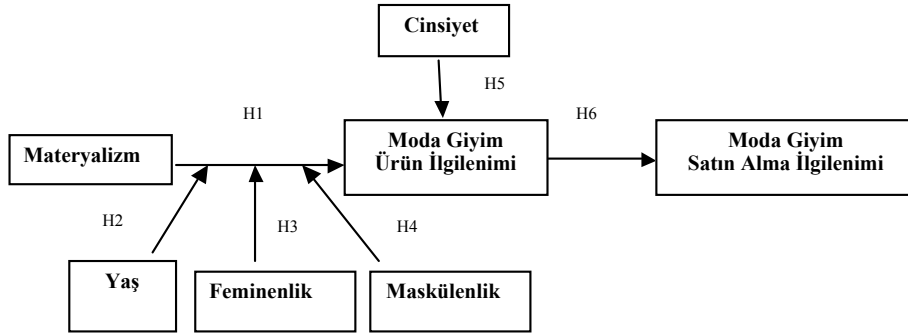 Cinsiyet
H5
H1
H6
Materyalizm
Moda Giyim
Ürün İlgilenimi
Moda Giyim
Satın Alma İlgilenimi
H2
H3
H4
Yaş
Feminenlik
Maskülenlik